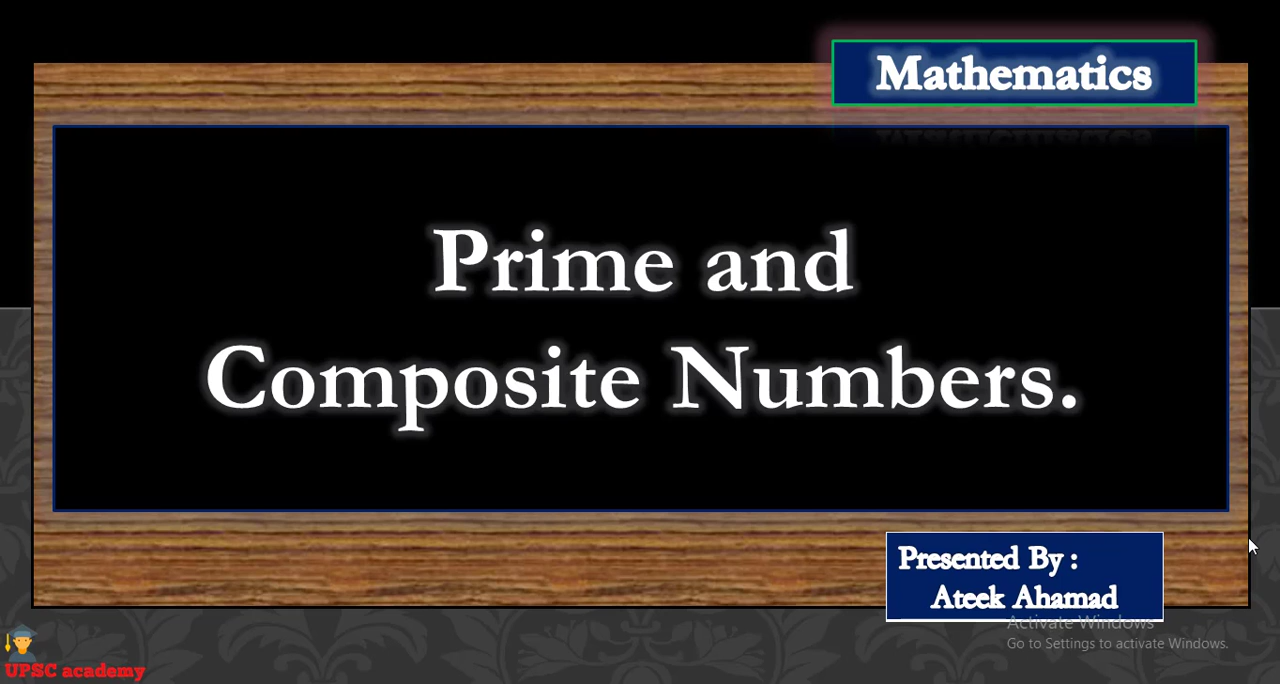 Mathematics
Prime and
Composite Numbers.
Presented By :
Ateek Ahamad
Activate Windows
Go to Settings to activate Windows.
UPSC academy